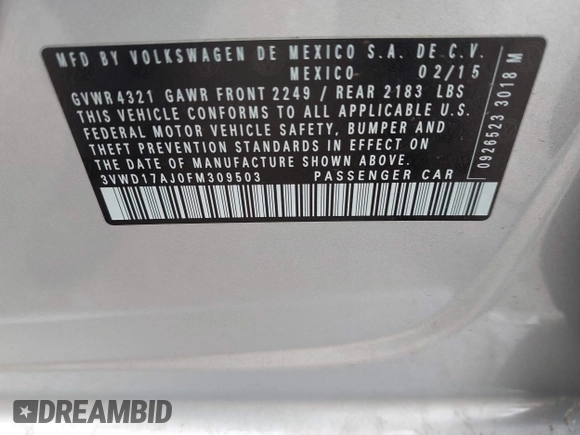 MFD BY VOLKSWAGEN DE MEXICO S.A. DE C.V.
MEXICO 02/15
GVWR 4321 GAWR FRONT 2249 / REAR 2183 LBS
THIS VEHICLE CONFORMS TO ALL APPLICABLE U.S.
FEDERAL MOTOR VEHICLE SAFETY, BUMPER AND
THEFT PREVENTION STANDARDS IN EFFECT ON
THE DATE OF MANUFACTURE SHOWN ABOVE
3VWD17AJ0FM309503 PASSENGER CAR
0926523 3018 M
DREAMBID